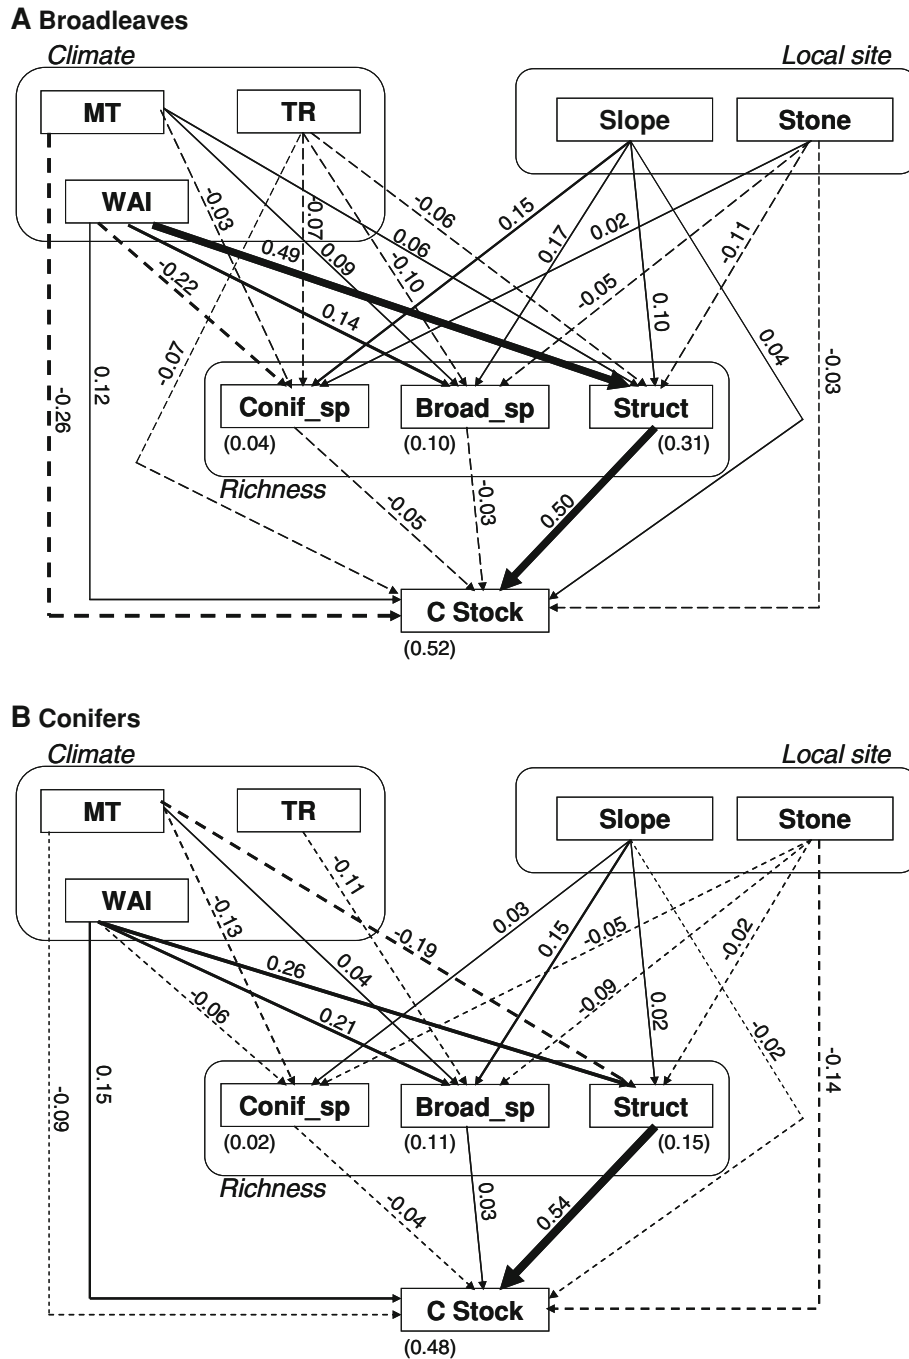 A Broadleaves
Climate
Local site
MT
TR
Slope
Stone
WAI
-0.03
-0.07
-0.06
0.15
0.02
0.17
-0.11
0.49
0.09
0.06
-0.10
-0.22
0.14
-0.05
0.10
0.04
-0.07
0.12
-0.26
-0.03
Conif_sp
Broad_sp
Struct
(0.04)
(0.10)
(0.31)
Richness
-0.05
-0.03
0.50
C Stock
(0.52)
B Conifers
Climate
Local site
MT
TR
Slope
Stone
WAI
-0.11
-0.13
-0.19
0.03
0.15
-0.05
-0.02
0.26
0.04
-0.06
0.21
-0.09
0.02
-0.02
-0.14
-0.09
0.15
Conif_sp
Broad_sp
Struct
(0.02)
(0.11)
(0.15)
Richness
-0.04
0.03
0.54
C Stock
(0.48)